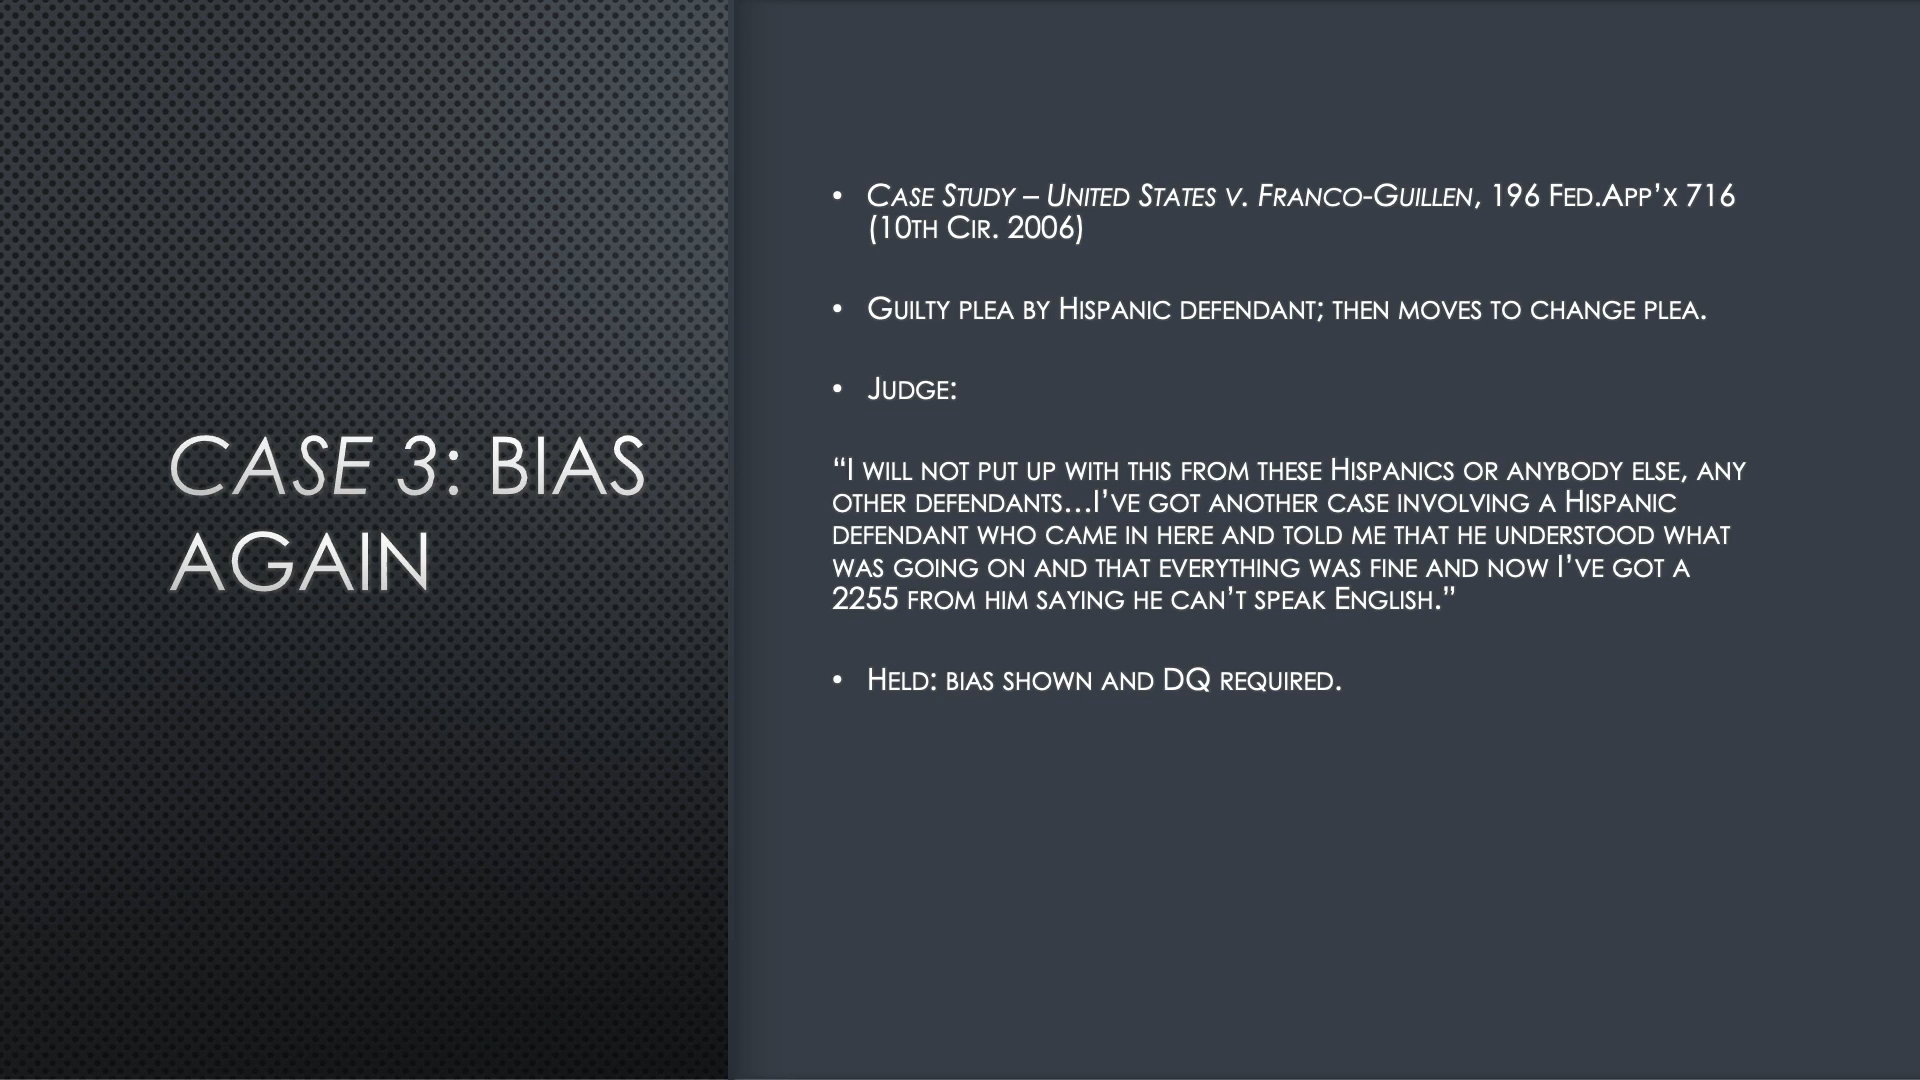 CASE 3: BIAS
AGAIN
• Case Study – United States v. Franco-Guillen, 196 Fed.App’x 716
(10th Cir. 2006)
• Guilty plea by Hispanic defendant; then moves to change plea.
• Judge:
“I will not put up with this from these Hispanics or anybody else, any
other defendants…I’ve got another case involving a Hispanic
defendant who came in here and told me that he understood what
was going on and that everything was fine and now I’ve got a
2255 from him saying he can’t speak English.”
• Held: bias shown and DQ required.